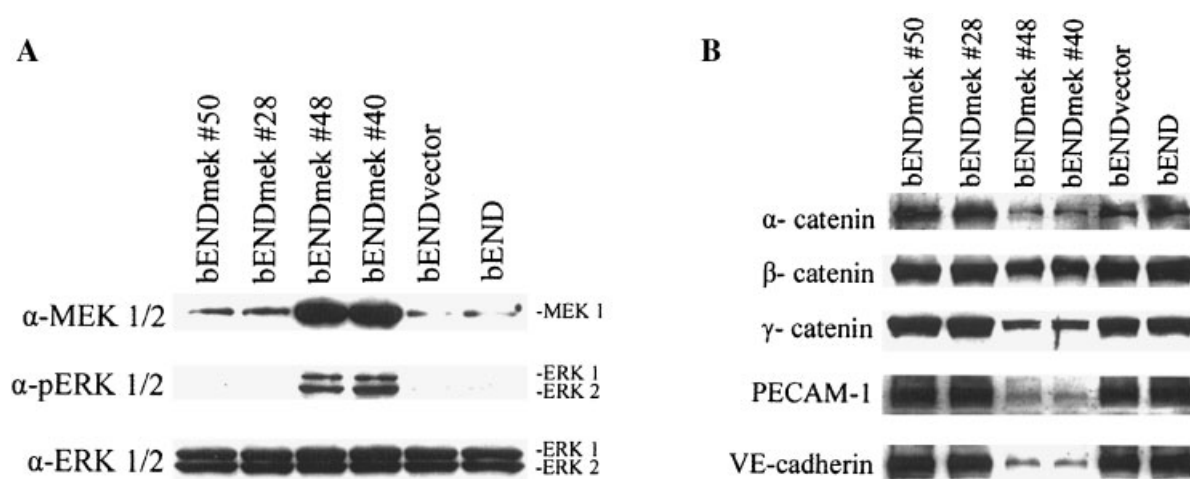 A
bENDmek #50
bENDmek #28
bENDmek #48
bENDmek #40
bENDvector
bEND
α-MEK 1/2
-MEK 1
α-pERK 1/2
-ERK 1
-ERK 2
α-ERK 1/2
-ERK 1
-ERK 2
B
bENDmek #50
bENDmek #28
bENDmek #48
bENDmek #40
bENDvector
bEND
α- catenin
β- catenin
γ- catenin
PECAM-1
VE-cadherin